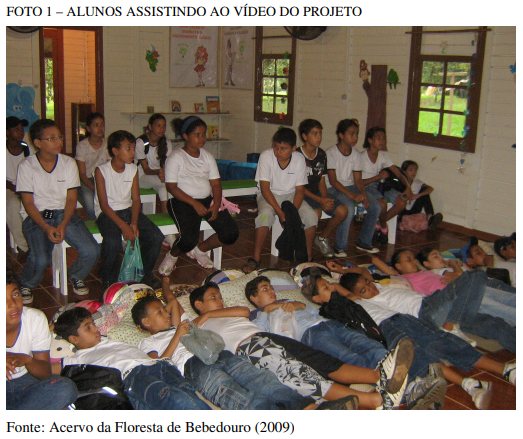 FOTO 1 – ALUNOS ASSISTINDO AO VÍDEO DO PROJETO
Fonte: Acervo da Floresta de Bebedouro (2009)